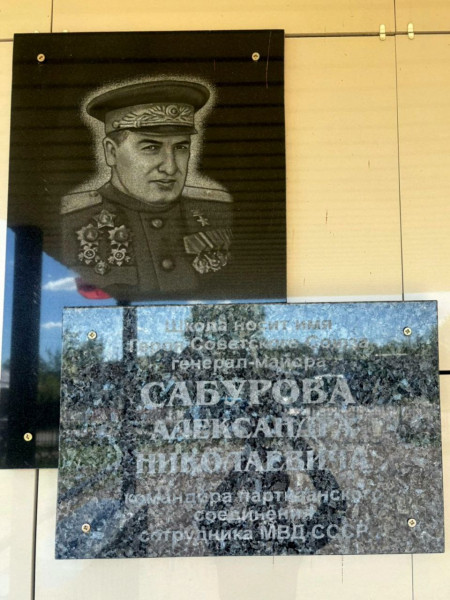 Школа носит имя
Героя Советского Союза
генерал-майора
САБУРОВА
АЛЕКСАНДРА
НИКОЛАЕВИЧА
командира партизанского
соединения
сотрудника МВД СССР